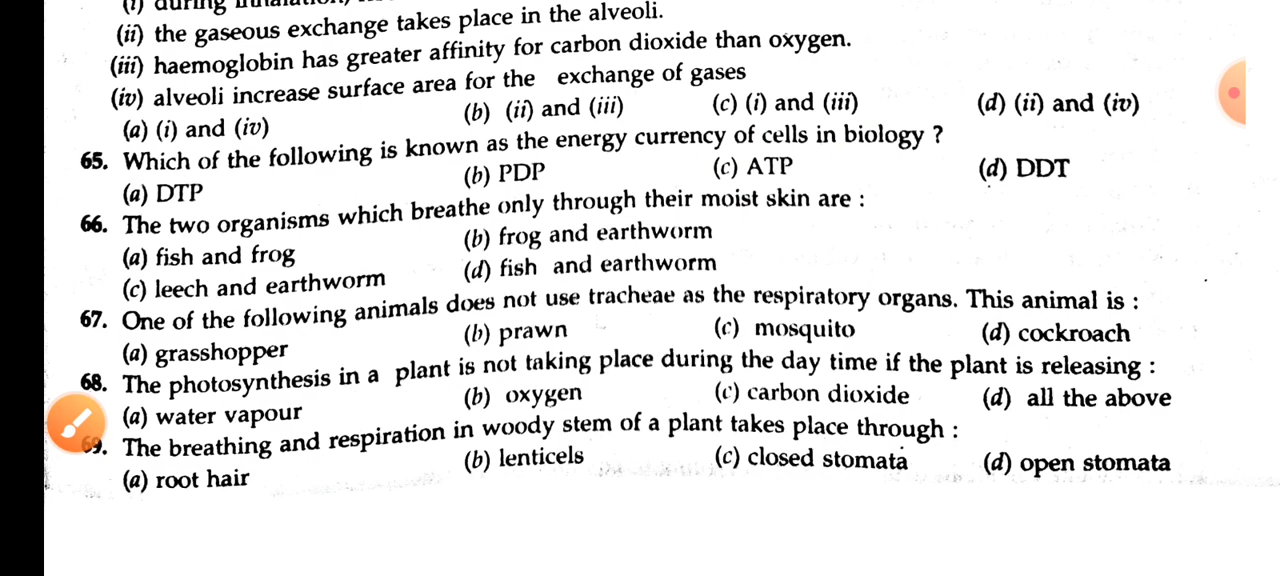 (i) during
(ii) the gaseous exchange takes place in the alveoli.
(iii) haemoglobin has greater affinity for carbon dioxide than oxygen.
(iv) alveoli increase surface area for the exchange of gases
(a) (i) and (iv) (b) (ii) and (iii) (c) (i) and (iii) (d) (ii) and (iv)
65. Which of the following is known as the energy currency of cells in biology ?
(a) DTP (b) PDP (c) ATP (d) DDT
66. The two organisms which breathe only through their moist skin are :
(a) fish and frog (b) frog and earthworm
(c) leech and earthworm (d) fish and earthworm
67. One of the following animals does not use tracheae as the respiratory organs. This animal is :
(a) grasshopper (b) prawn (c) mosquito (d) cockroach
68. The photosynthesis in a plant is not taking place during the day time if the plant is releasing :
(a) water vapour (b) oxygen (c) carbon dioxide (d) all the above
69. The breathing and respiration in woody stem of a plant takes place through :
(a) root hair (b) lenticels (c) closed stomata (d) open stomata